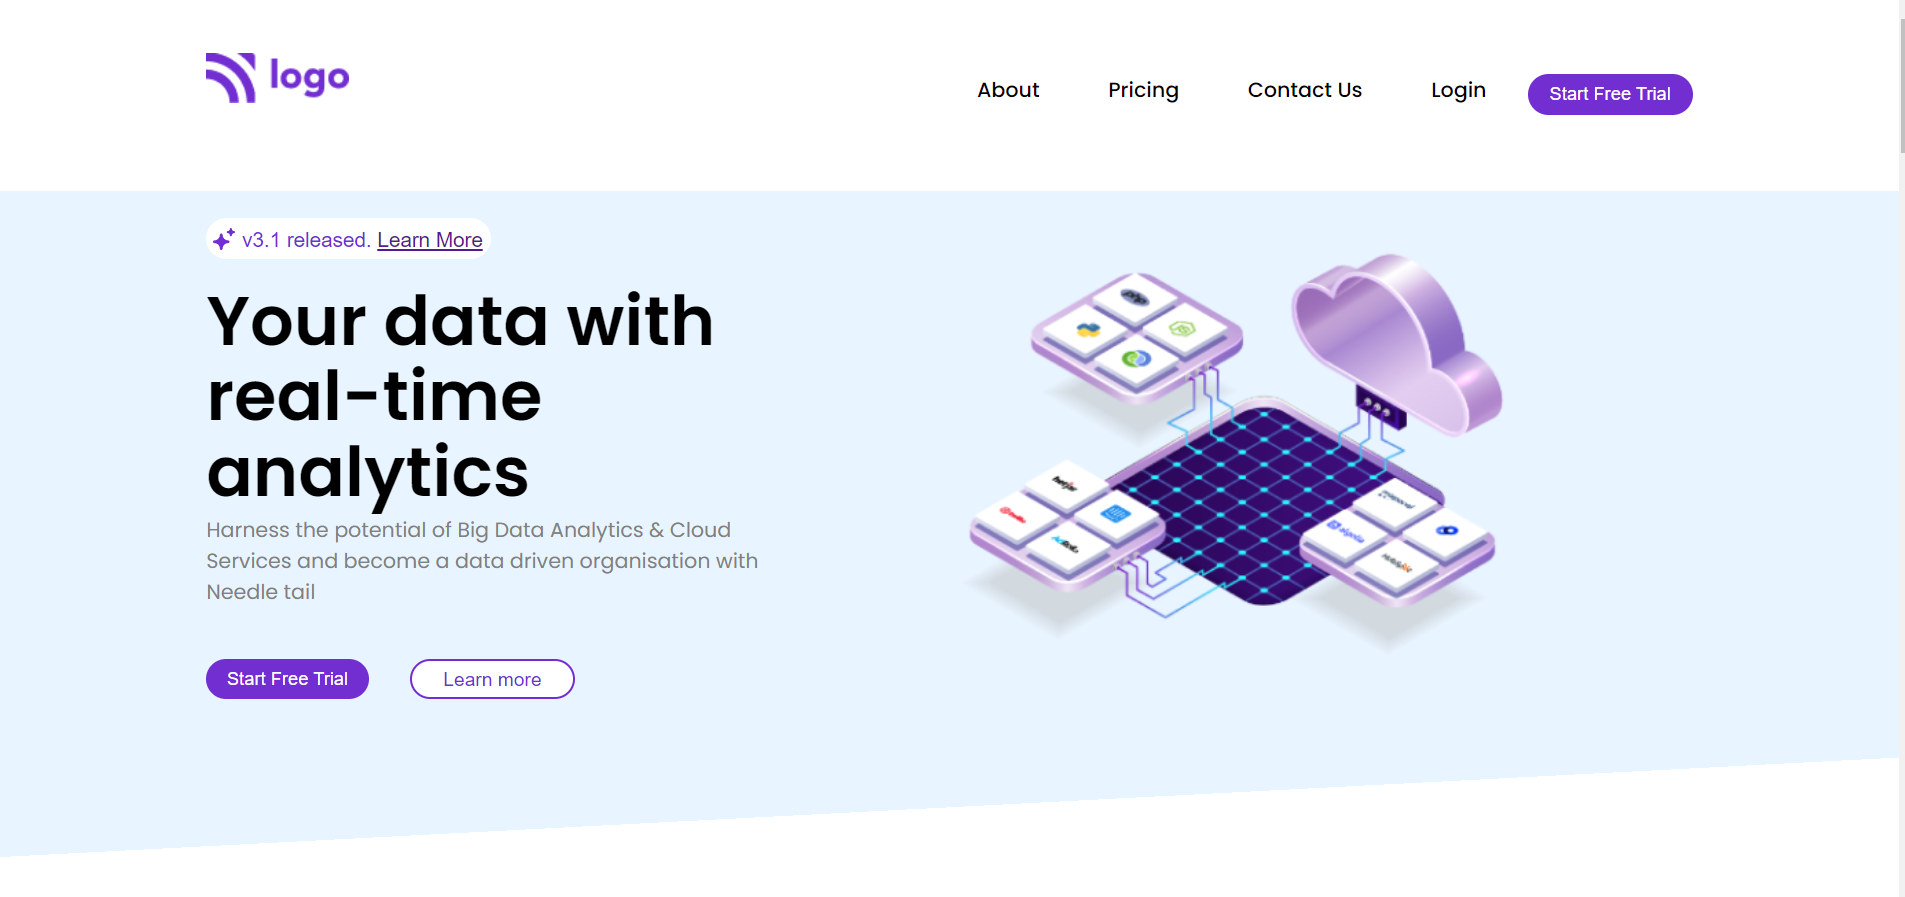 logo
About
Pricing
Contact Us
Login
Start Free Trial
v3.1 released. Learn More
Your data with
real-time
analytics
Harness the potential of Big Data Analytics & Cloud
Services and become a data driven organisation with
Needle tail
Start Free Trial
Learn more
php
algolia